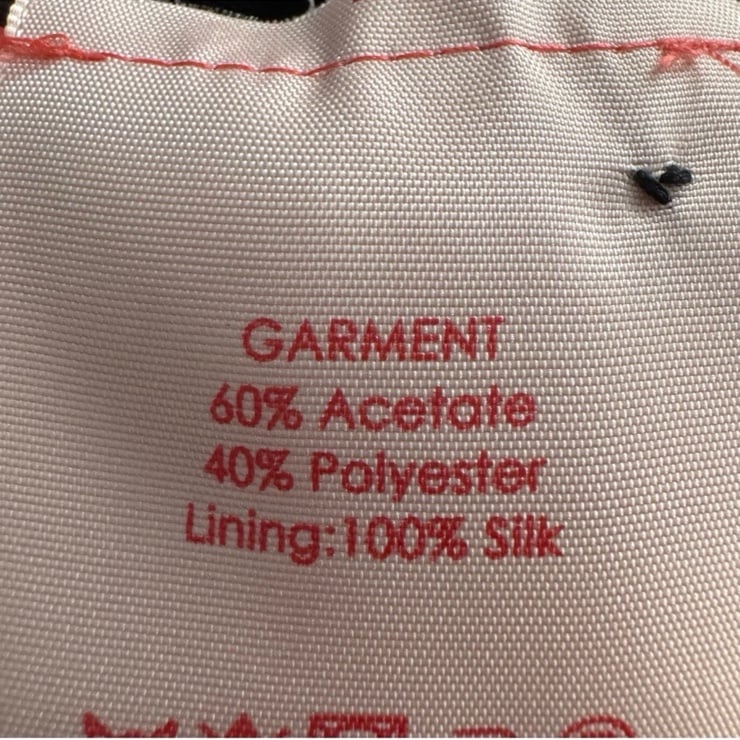 GARMENT
60% Acetate
40% Polyester
Lining:100% Silk